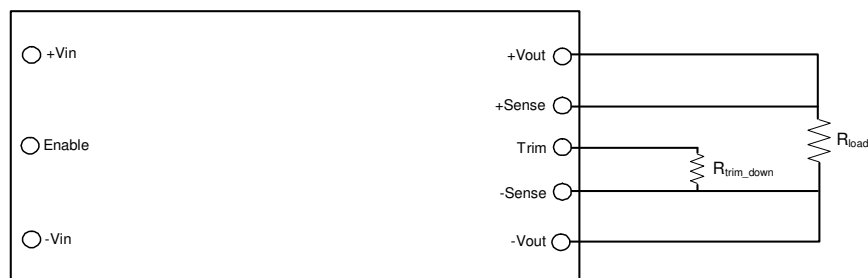 +Vin
Enable
-Vin
+Vout
+Sense
Trim
-Sense
-Vout
Rtrim_down
Rload